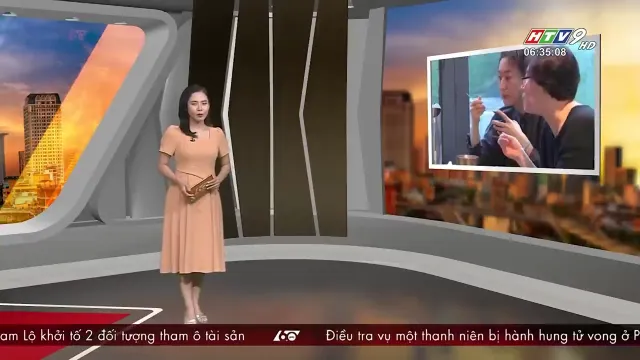 HTV9 HD
06:35:08
am Lộ khởi tố 2 đối tượng tham ô tài sản 60 Điều tra vụ một thanh niên bị hành hung tử vong ở P